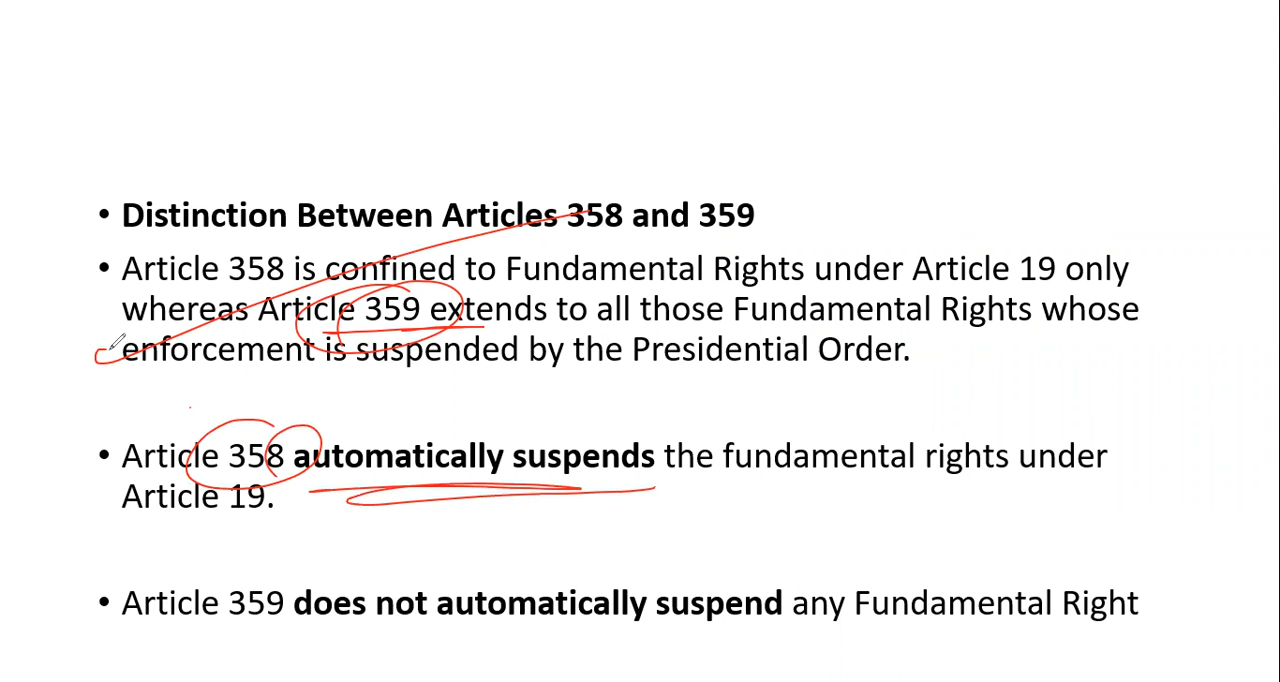 • Distinction Between Articles 358 and 359
• Article 358 is confined to Fundamental Rights under Article 19 only
whereas Article 359 extends to all those Fundamental Rights whose
enforcement is suspended by the Presidential Order.
• Article 358 automatically suspends the fundamental rights under
Article 19.
• Article 359 does not automatically suspend any Fundamental Right